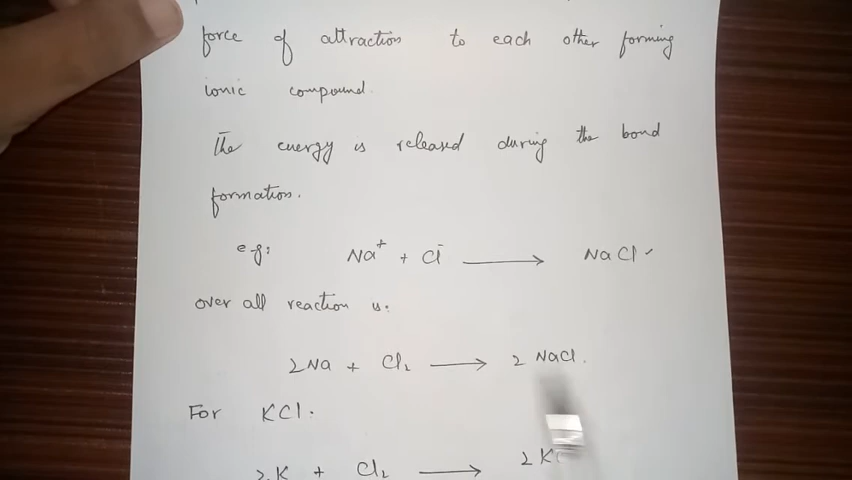 force of attraction to each other forming
ionic compound.
The energy is released during the bond
formation.
e.g: Na⁺ + Cl⁻ ⟶ NaCl
over all reaction is:
2Na + Cl₂ ⟶ 2 NaCl.
For KCl.
2K + Cl₂ ⟶